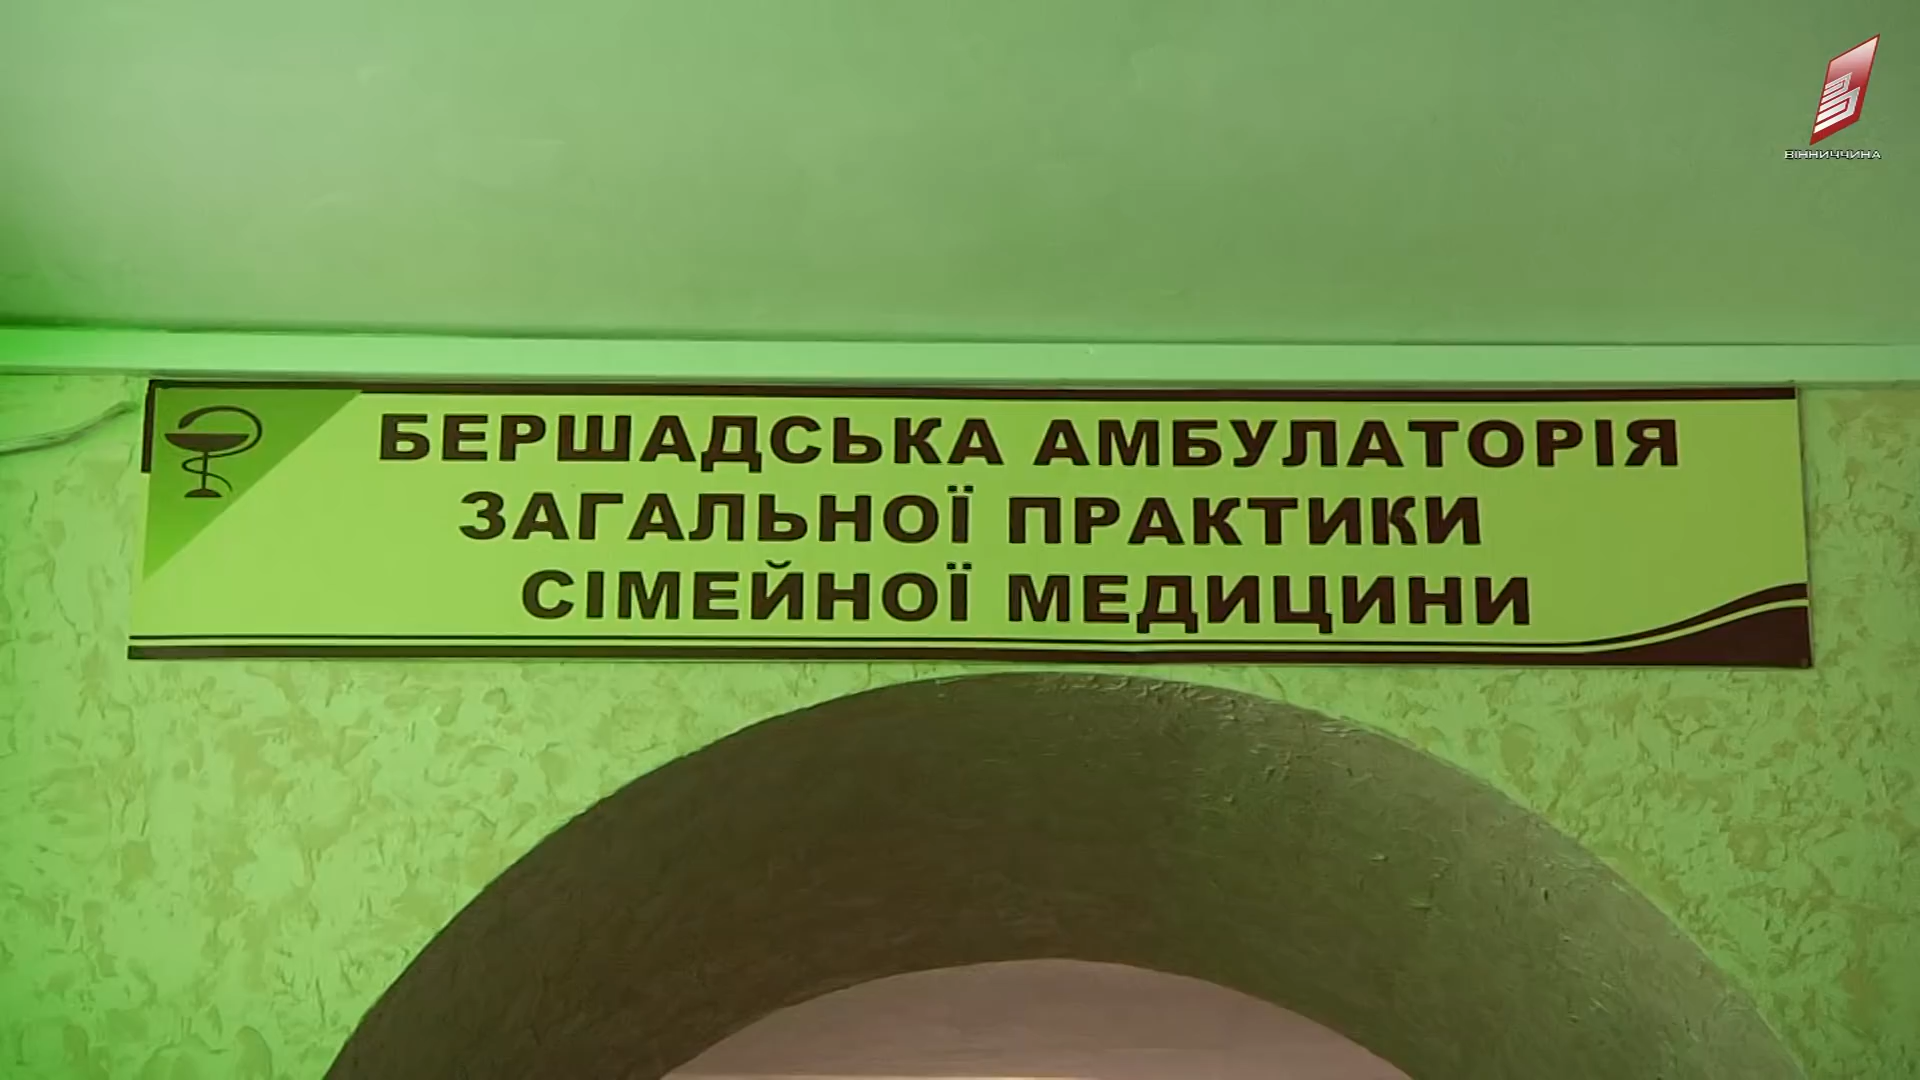 ВІННИЧЧИНА
БЕРШАДСЬКА АМБУЛАТОРІЯ
ЗАГАЛЬНОЇ ПРАКТИКИ
СІМЕЙНОЇ МЕДИЦИНИ